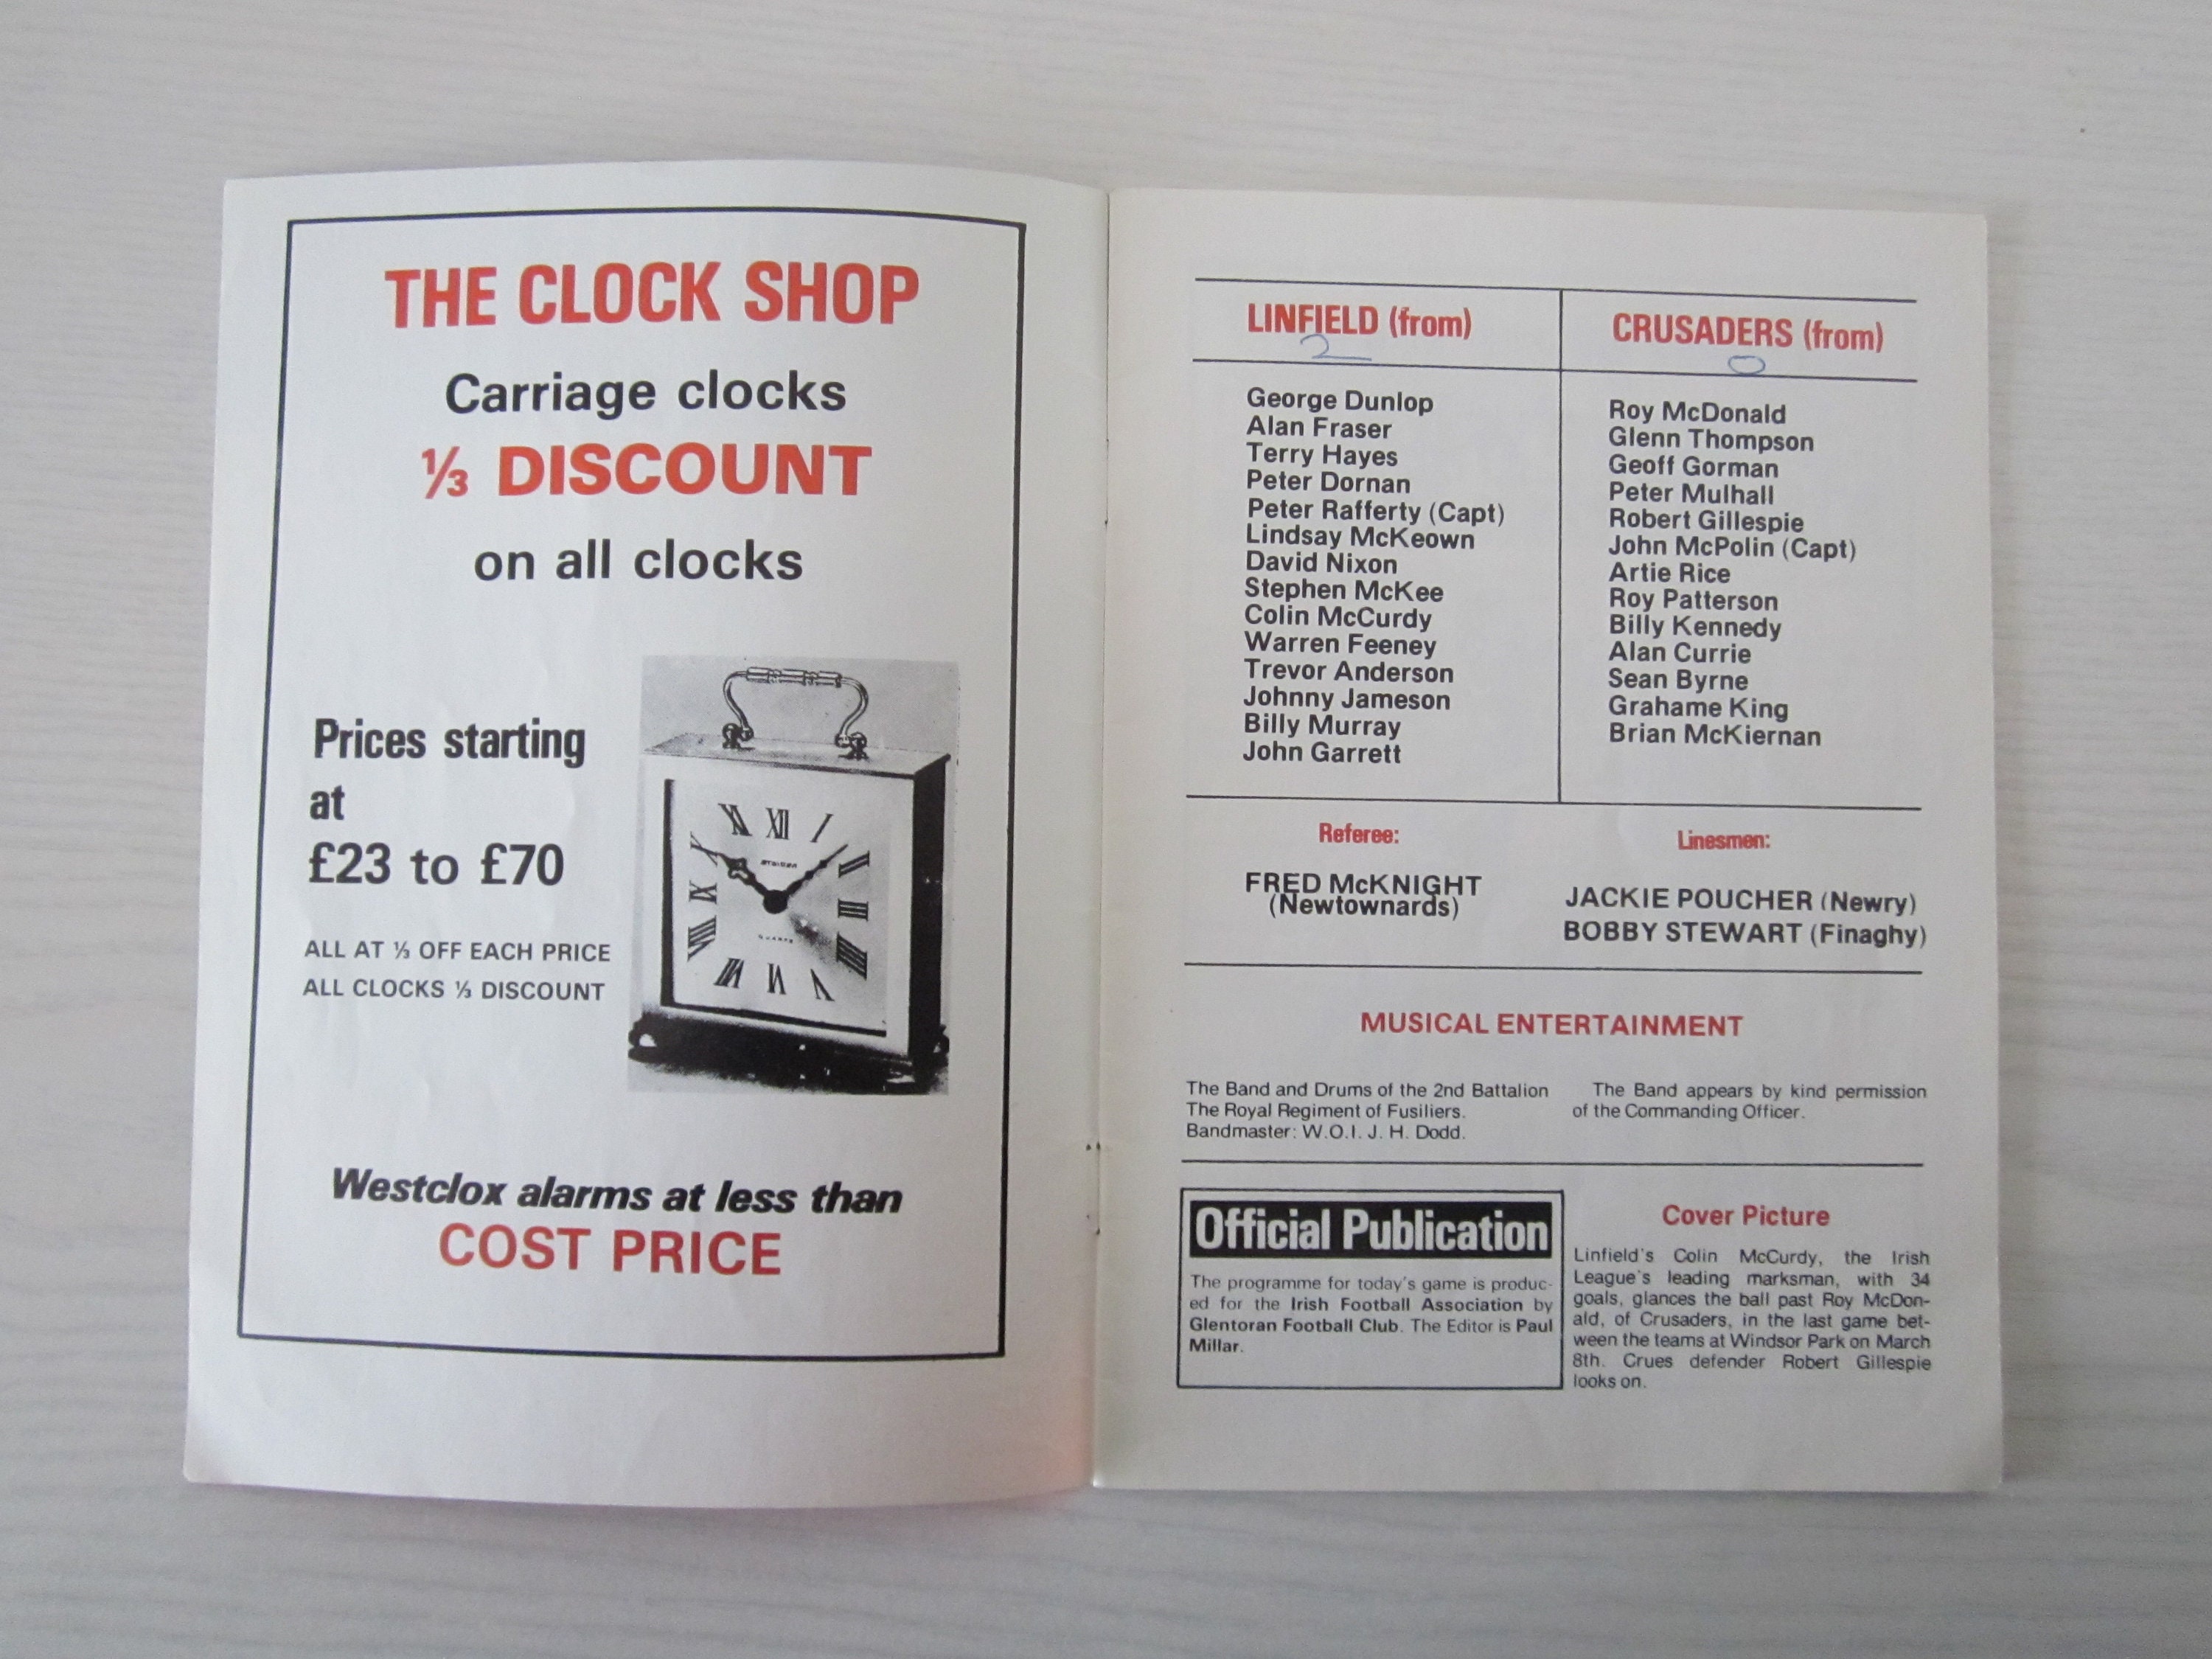 THE CLOCK SHOP
Carriage clocks
⅓ DISCOUNT
on all clocks
Prices starting
at
£23 to £70
ALL AT ⅓ OFF EACH PRICE
ALL CLOCKS ⅓ DISCOUNT
XII
I
II
III
IIII
V
VI
VII
VIII
IX
X
XI
QUARTZ
Westclox alarms at less than
COST PRICE
LINFIELD (from)
2
George Dunlop
Alan Fraser
Terry Hayes
Peter Dornan
Peter Rafferty (Capt)
Lindsay McKeown
David Nixon
Stephen McKee
Colin McCurdy
Warren Feeney
Trevor Anderson
Johnny Jameson
Billy Murray
John Garrett
CRUSADERS (from)
0
Roy McDonald
Glenn Thompson
Geoff Gorman
Peter Mulhall
Robert Gillespie
John McPolin (Capt)
Artie Rice
Roy Patterson
Billy Kennedy
Alan Currie
Sean Byrne
Grahame King
Brian McKiernan
Referee:
FRED McKNIGHT
(Newtownards)
Linesmen:
JACKIE POUCHER (Newry)
BOBBY STEWART (Finaghy)
MUSICAL ENTERTAINMENT
The Band and Drums of the 2nd Battalion
The Royal Regiment of Fusiliers.
Bandmaster: W.O.I. J. H. Dodd.
The Band appears by kind permission
of the Commanding Officer.
Official Publication
The programme for today's game is produc-
ed for the Irish Football Association by
Glentoran Football Club. The Editor is Paul
Millar.
Cover Picture
Linfield's Colin McCurdy, the Irish
League's leading marksman, with 34
goals, glances the ball past Roy McDon-
ald, of Crusaders, in the last game bet-
ween the teams at Windsor Park on March
8th. Crues defender Robert Gillespie
looks on.